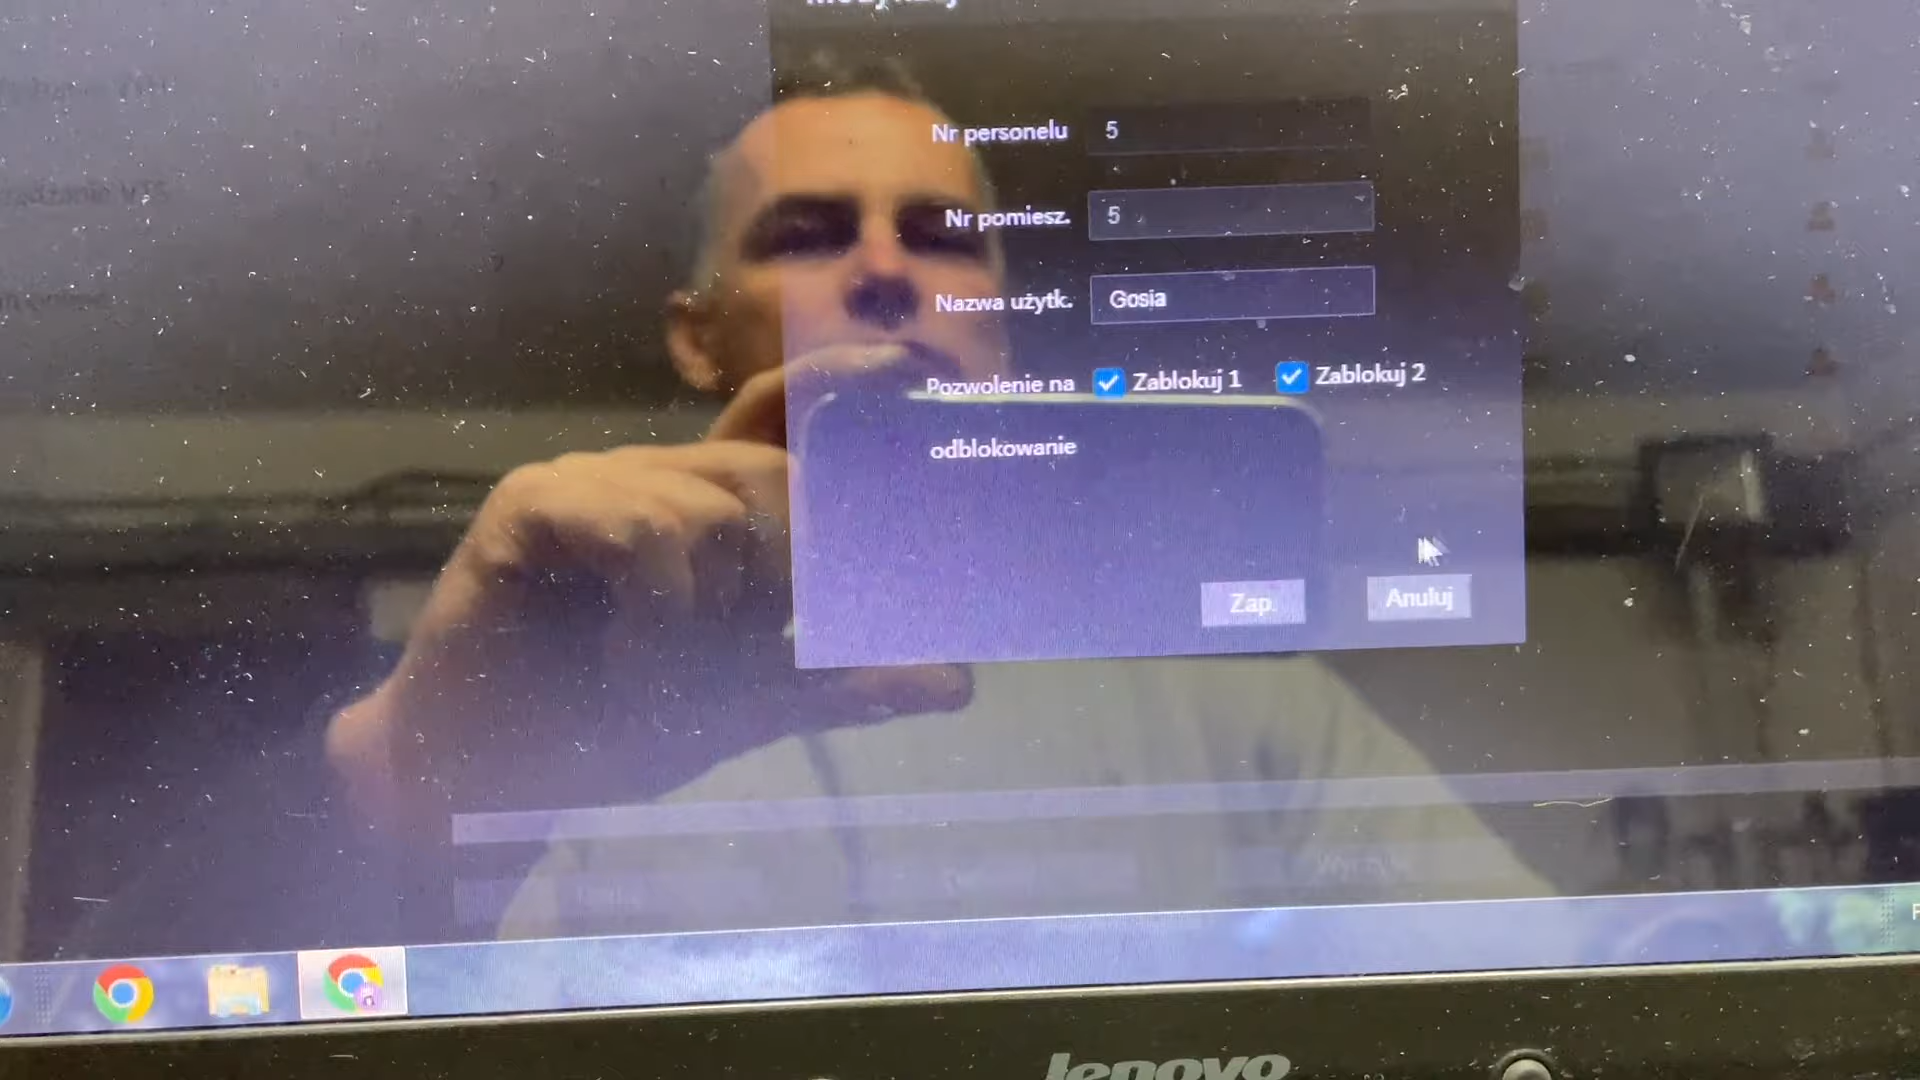 Nr personelu 5
Nr pomiesz. 5
Nazwa użytk. Gosia
Pozwolenie na Zablokuj 1 Zablokuj 2
odblokowanie
Zap. Anuluj
lenovo